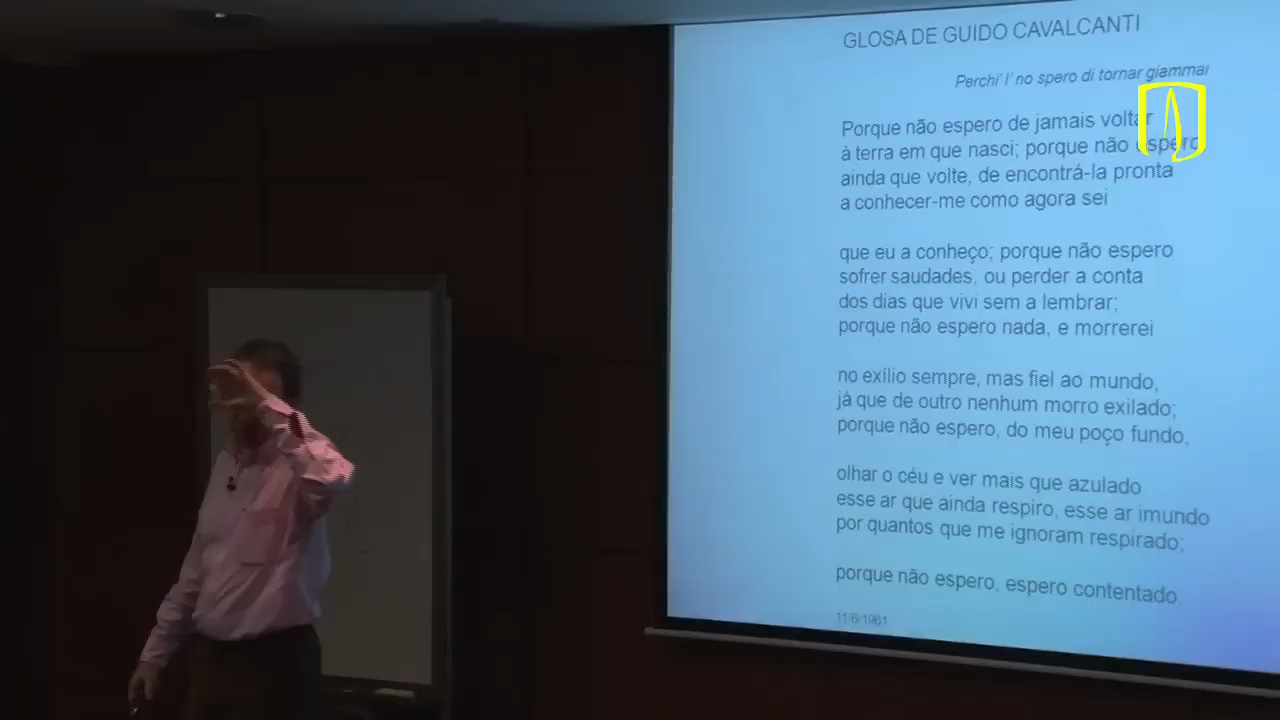 GLOSA DE GUIDO CAVALCANTI
Perchi' I' no spero di tornar giammai
Porque não espero de jamais voltar
à terra em que nasci; porque não espero
ainda que volte, de encontrá-la pronta
a conhecer-me como agora sei
que eu a conheço; porque não espero
sofrer saudades, ou perder a conta
dos dias que vivi sem a lembrar;
porque não espero nada, e morrerei
no exílio sempre, mas fiel ao mundo,
já que de outro nenhum morro exilado;
porque não espero, do meu poço fundo,
olhar o céu e ver mais que azulado
esse ar que ainda respiro, esse ar imundo
por quantos que me ignoram respirado;
porque não espero, espero contentado.
11/6/1961